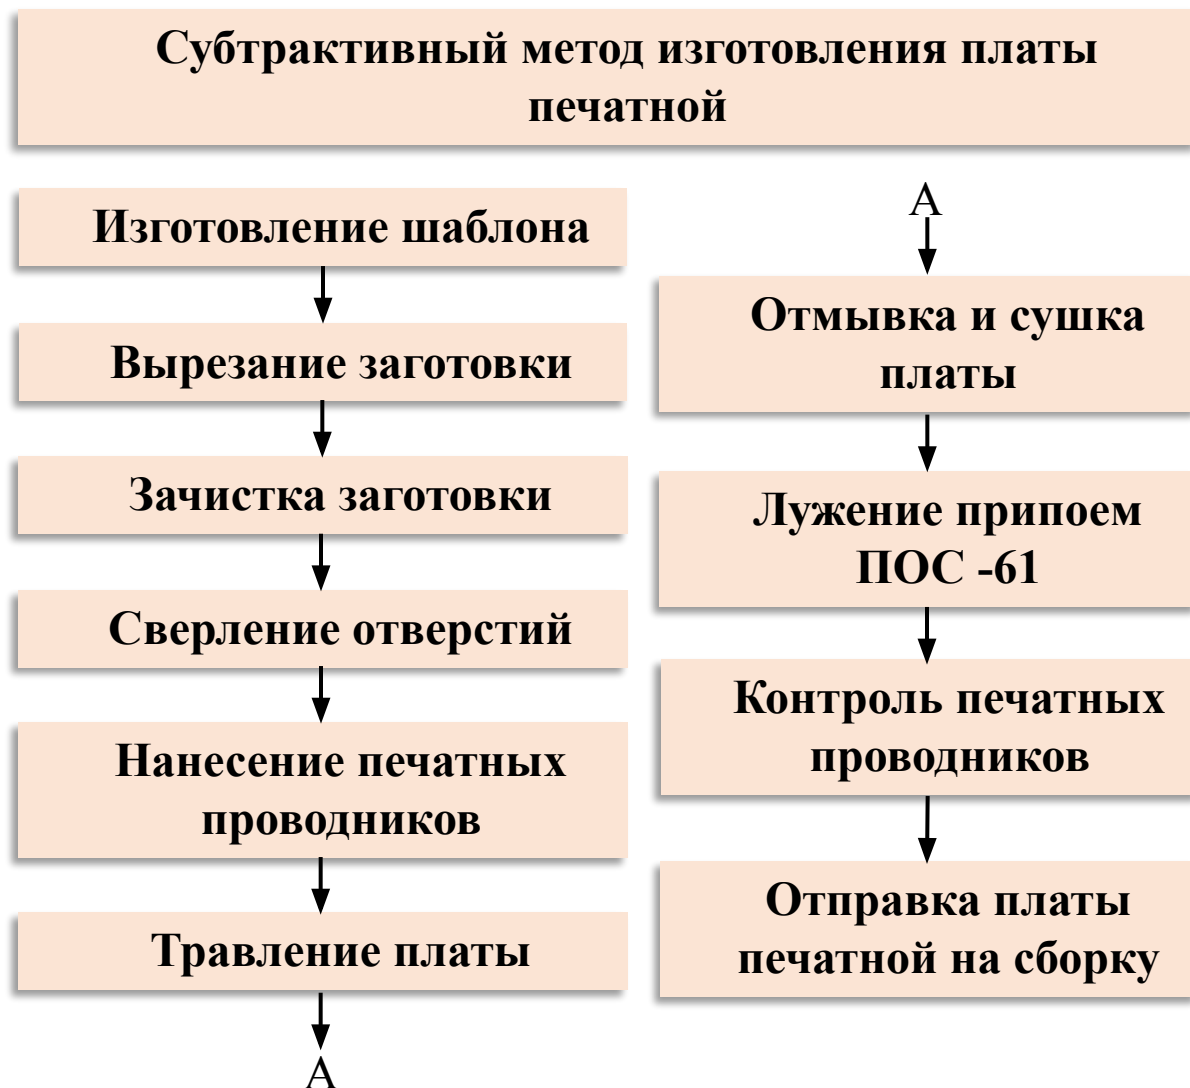 Субтрактивный метод изготовления платы
печатной
Изготовление шаблона
Вырезание заготовки
Зачистка заготовки
Сверление отверстий
Нанесение печатных
проводников
Травление платы
А
А
Отмывка и сушка
платы
Лужение припоем
ПОС -61
Контроль печатных
проводников
Отправка платы
печатной на сборку